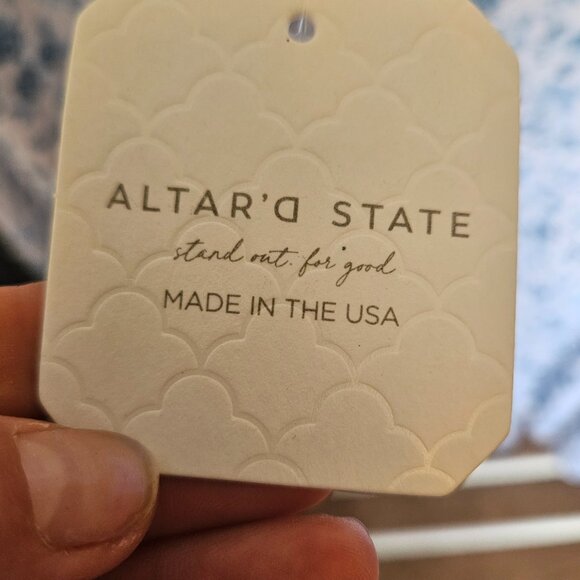 ALTAR'D STATE
stand out. for good
MADE IN THE USA